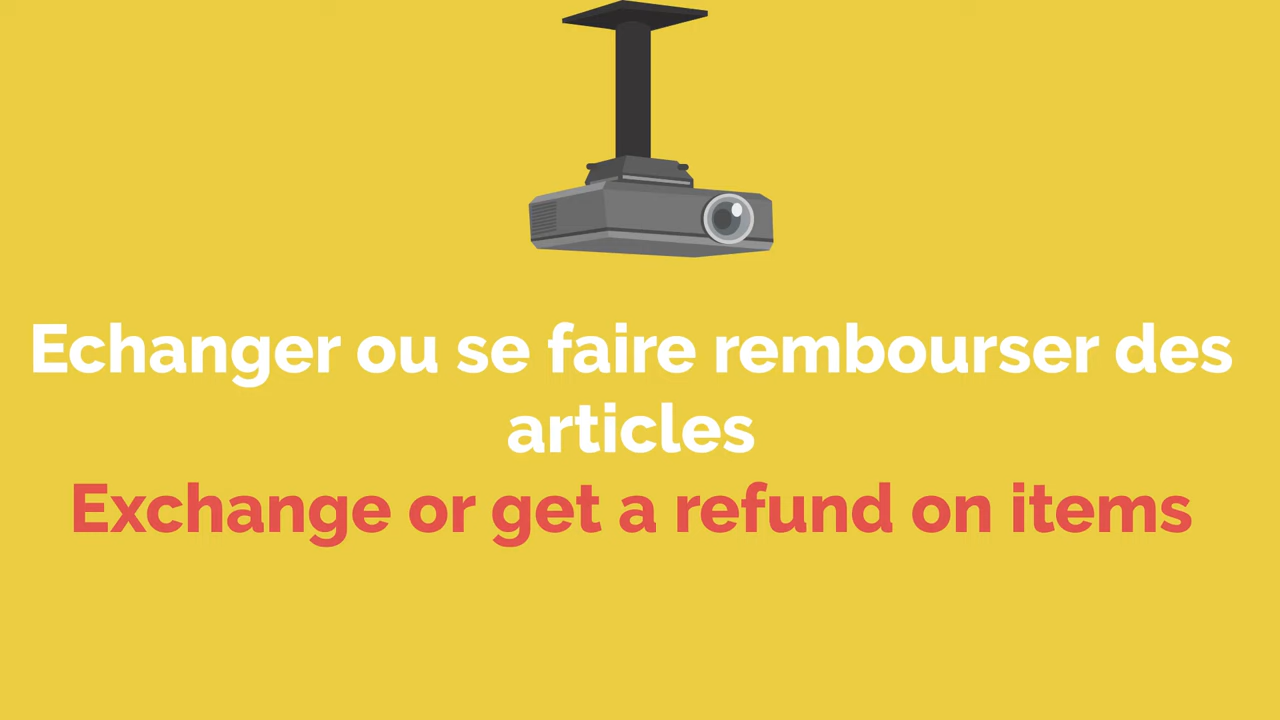 Echanger ou se faire rembourser des
articles
Exchange or get a refund on items